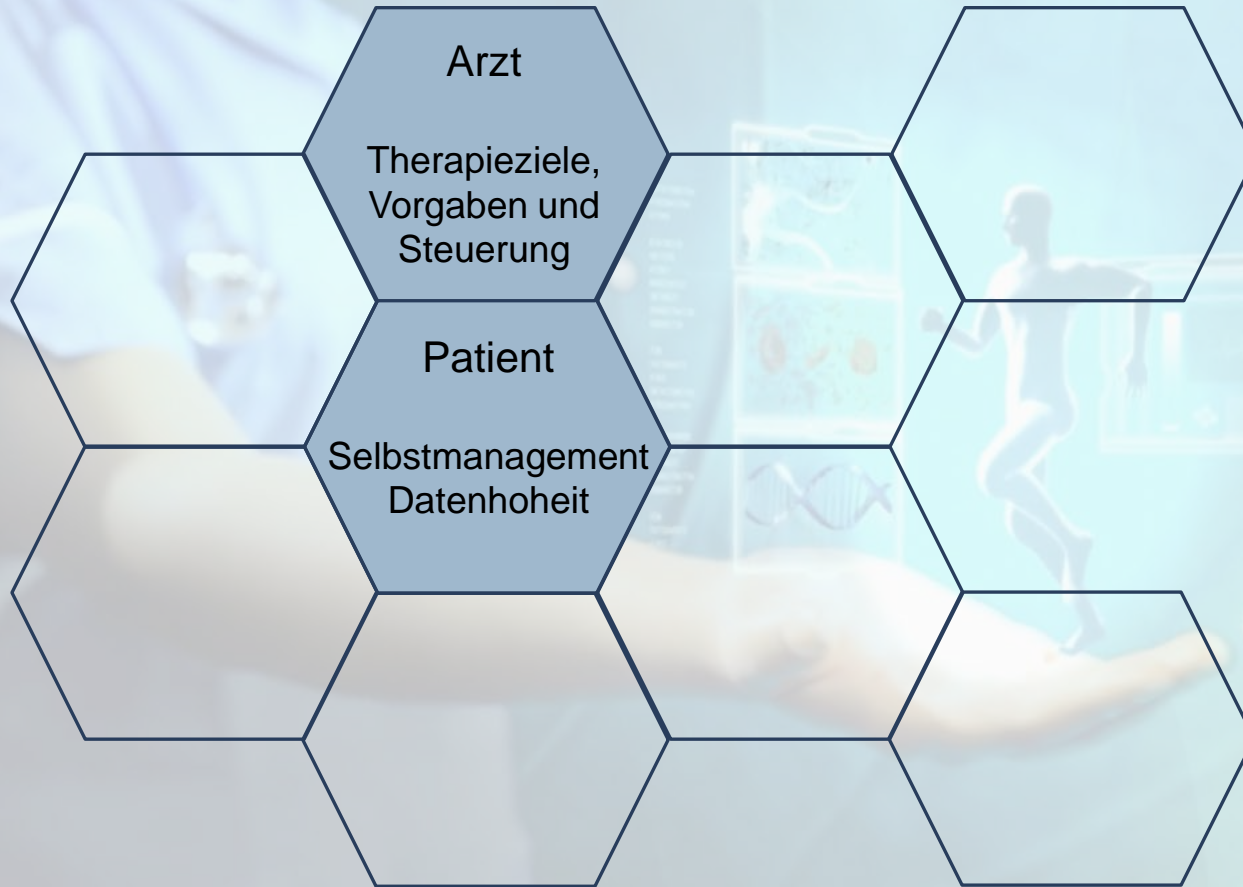 Arzt
Therapieziele,
Vorgaben und
Steuerung
Patient
Selbstmanagement
Datenhoheit